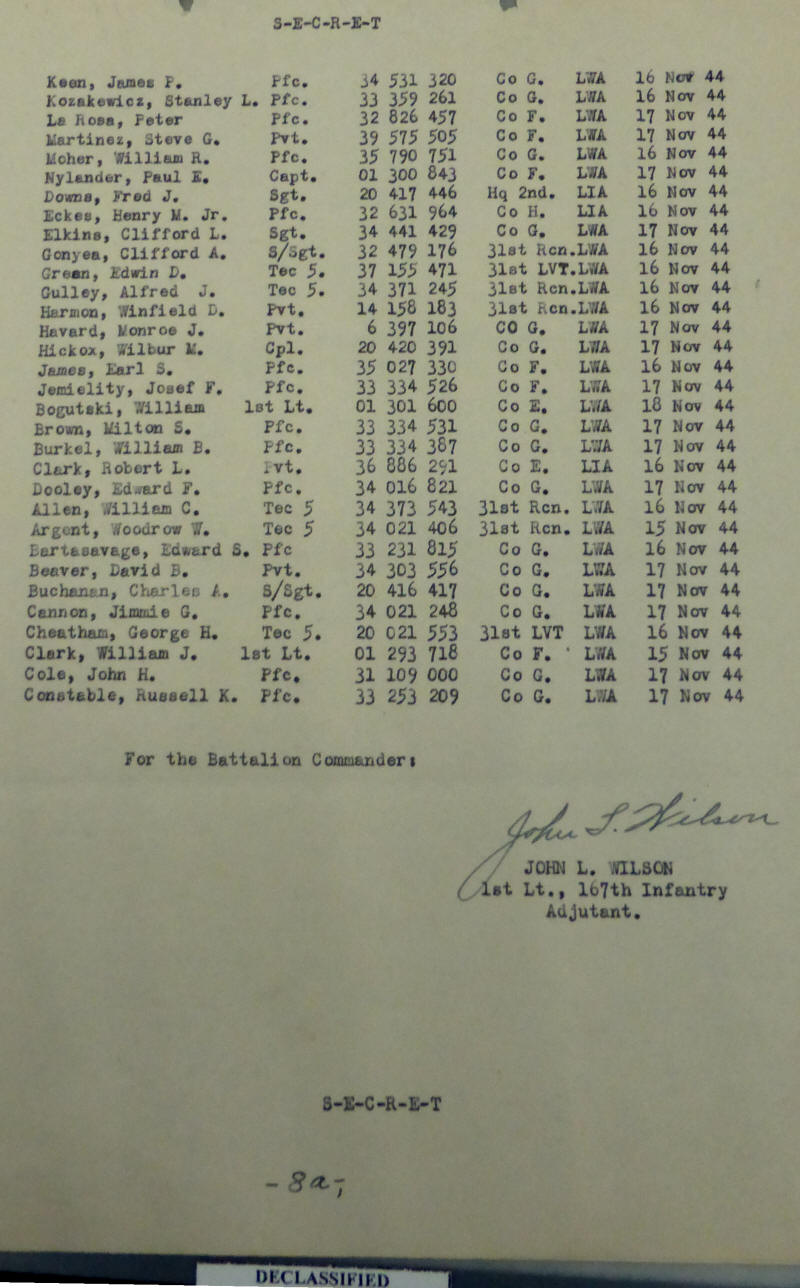 S-E-C-R-E-T
Keen, James P. Pfc. 34 531 320 Co G. LWA 16 Nov 44
Kozakewicz, Stanley L. Pfc. 33 359 261 Co G. LWA 16 Nov 44
La Rosa, Peter Pfc. 32 826 457 Co F. LWA 17 Nov 44
Martinez, Steve G. Pvt. 39 575 505 Co F. LWA 17 Nov 44
Moher, William R. Pfc. 35 790 751 Co G. LWA 16 Nov 44
Nylander, Paul E. Capt. 01 300 843 Co F. LWA 17 Nov 44
Downs, Fred J. Sgt. 20 417 446 Hq 2nd. LIA 16 Nov 44
Eckes, Henry M. Jr. Pfc. 32 631 964 Co H. LIA 16 Nov 44
Elkins, Clifford L. Sgt. 34 441 429 Co G. LWA 17 Nov 44
Gonyea, Clifford A. S/Sgt. 32 479 176 31st Rcn.LWA 16 Nov 44
Green, Edwin D. Tec 5. 37 155 471 31st LVT.LWA 16 Nov 44
Gulley, Alfred J. Tec 5. 34 371 245 31st Rcn.LWA 16 Nov 44
Harmon, Winfield D. Pvt. 14 158 183 31st Rcn.LWA 16 Nov 44
Havard, Monroe J. Pvt. 6 397 106 CO G. LWA 17 Nov 44
Hickox, Wilbur M. Cpl. 20 420 391 Co G. LWA 17 Nov 44
James, Earl S. Pfc. 35 027 330 Co F. LWA 16 Nov 44
Jemielity, Josef F. Pfc. 33 334 526 Co F. LWA 17 Nov 44
Bogutski, William 1st Lt. 01 301 600 Co E. LWA 18 Nov 44
Brown, Milton S. Pfc. 33 334 531 Co G. LWA 17 Nov 44
Burkel, William B. Pfc. 33 334 387 Co G. LWA 17 Nov 44
Clark, Robert L. Pvt. 36 886 291 Co E. LIA 16 Nov 44
Dooley, Edward F. Pfc. 34 016 821 Co G. LWA 17 Nov 44
Allen, William C. Tec 5 34 373 543 31st Rcn. LWA 16 Nov 44
Argent, Woodrow W. Tec 5 34 021 406 31st Rcn. LWA 15 Nov 44
Bartasavage, Edward S. Pfc 33 231 815 Co G. LWA 16 Nov 44
Beaver, David B. Pvt. 34 303 556 Co G. LWA 17 Nov 44
Buchanan, Charles A. S/Sgt. 20 416 417 Co G. LWA 17 Nov 44
Cannon, Jimmie G. Pfc. 34 021 248 Co G. LWA 17 Nov 44
Cheatham, George H. Tec 5. 20 021 553 31st LVT LWA 16 Nov 44
Clark, William J. 1st Lt. 01 293 718 Co F. LWA 15 Nov 44
Cole, John H. Pfc. 31 109 000 Co G. LWA 17 Nov 44
Constable, Russell K. Pfc. 33 253 209 Co G. LWA 17 Nov 44
For the Battalion Commander:
John L. Wilson
JOHN L. WILSON
1st Lt., 167th Infantry
Adjutant.
S-E-C-R-E-T
- 8a -
DECLASSIFIED